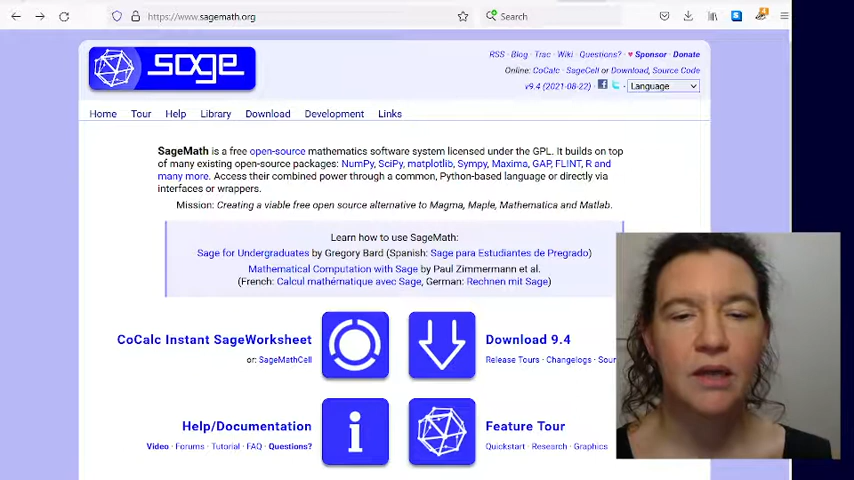 https://www.sagemath.org
Search
4
sage
RSS · Blog · Trac · Wiki · Questions? · ♥ Sponsor · Donate
Online: CoCalc · SageCell or Download, Source Code
v9.4 (2021-08-22) · Language
Home Tour Help Library Download Development Links
SageMath is a free open-source mathematics software system licensed under the GPL. It builds on top
of many existing open-source packages: NumPy, SciPy, matplotlib, Sympy, Maxima, GAP, FLINT, R and
many more. Access their combined power through a common, Python-based language or directly via
interfaces or wrappers.
Mission: Creating a viable free open source alternative to Magma, Maple, Mathematica and Matlab.
Learn how to use SageMath:
Sage for Undergraduates by Gregory Bard (Spanish: Sage para Estudiantes de Pregrado)
Mathematical Computation with Sage by Paul Zimmermann et al.
(French: Calcul mathématique avec Sage, German: Rechnen mit Sage)
CoCalc Instant SageWorksheet
or: SageMathCell
Download 9.4
Release Tours · Changelogs · Sour
Help/Documentation
Video · Forums · Tutorial · FAQ · Questions?
i
Feature Tour
Quickstart · Research · Graphics